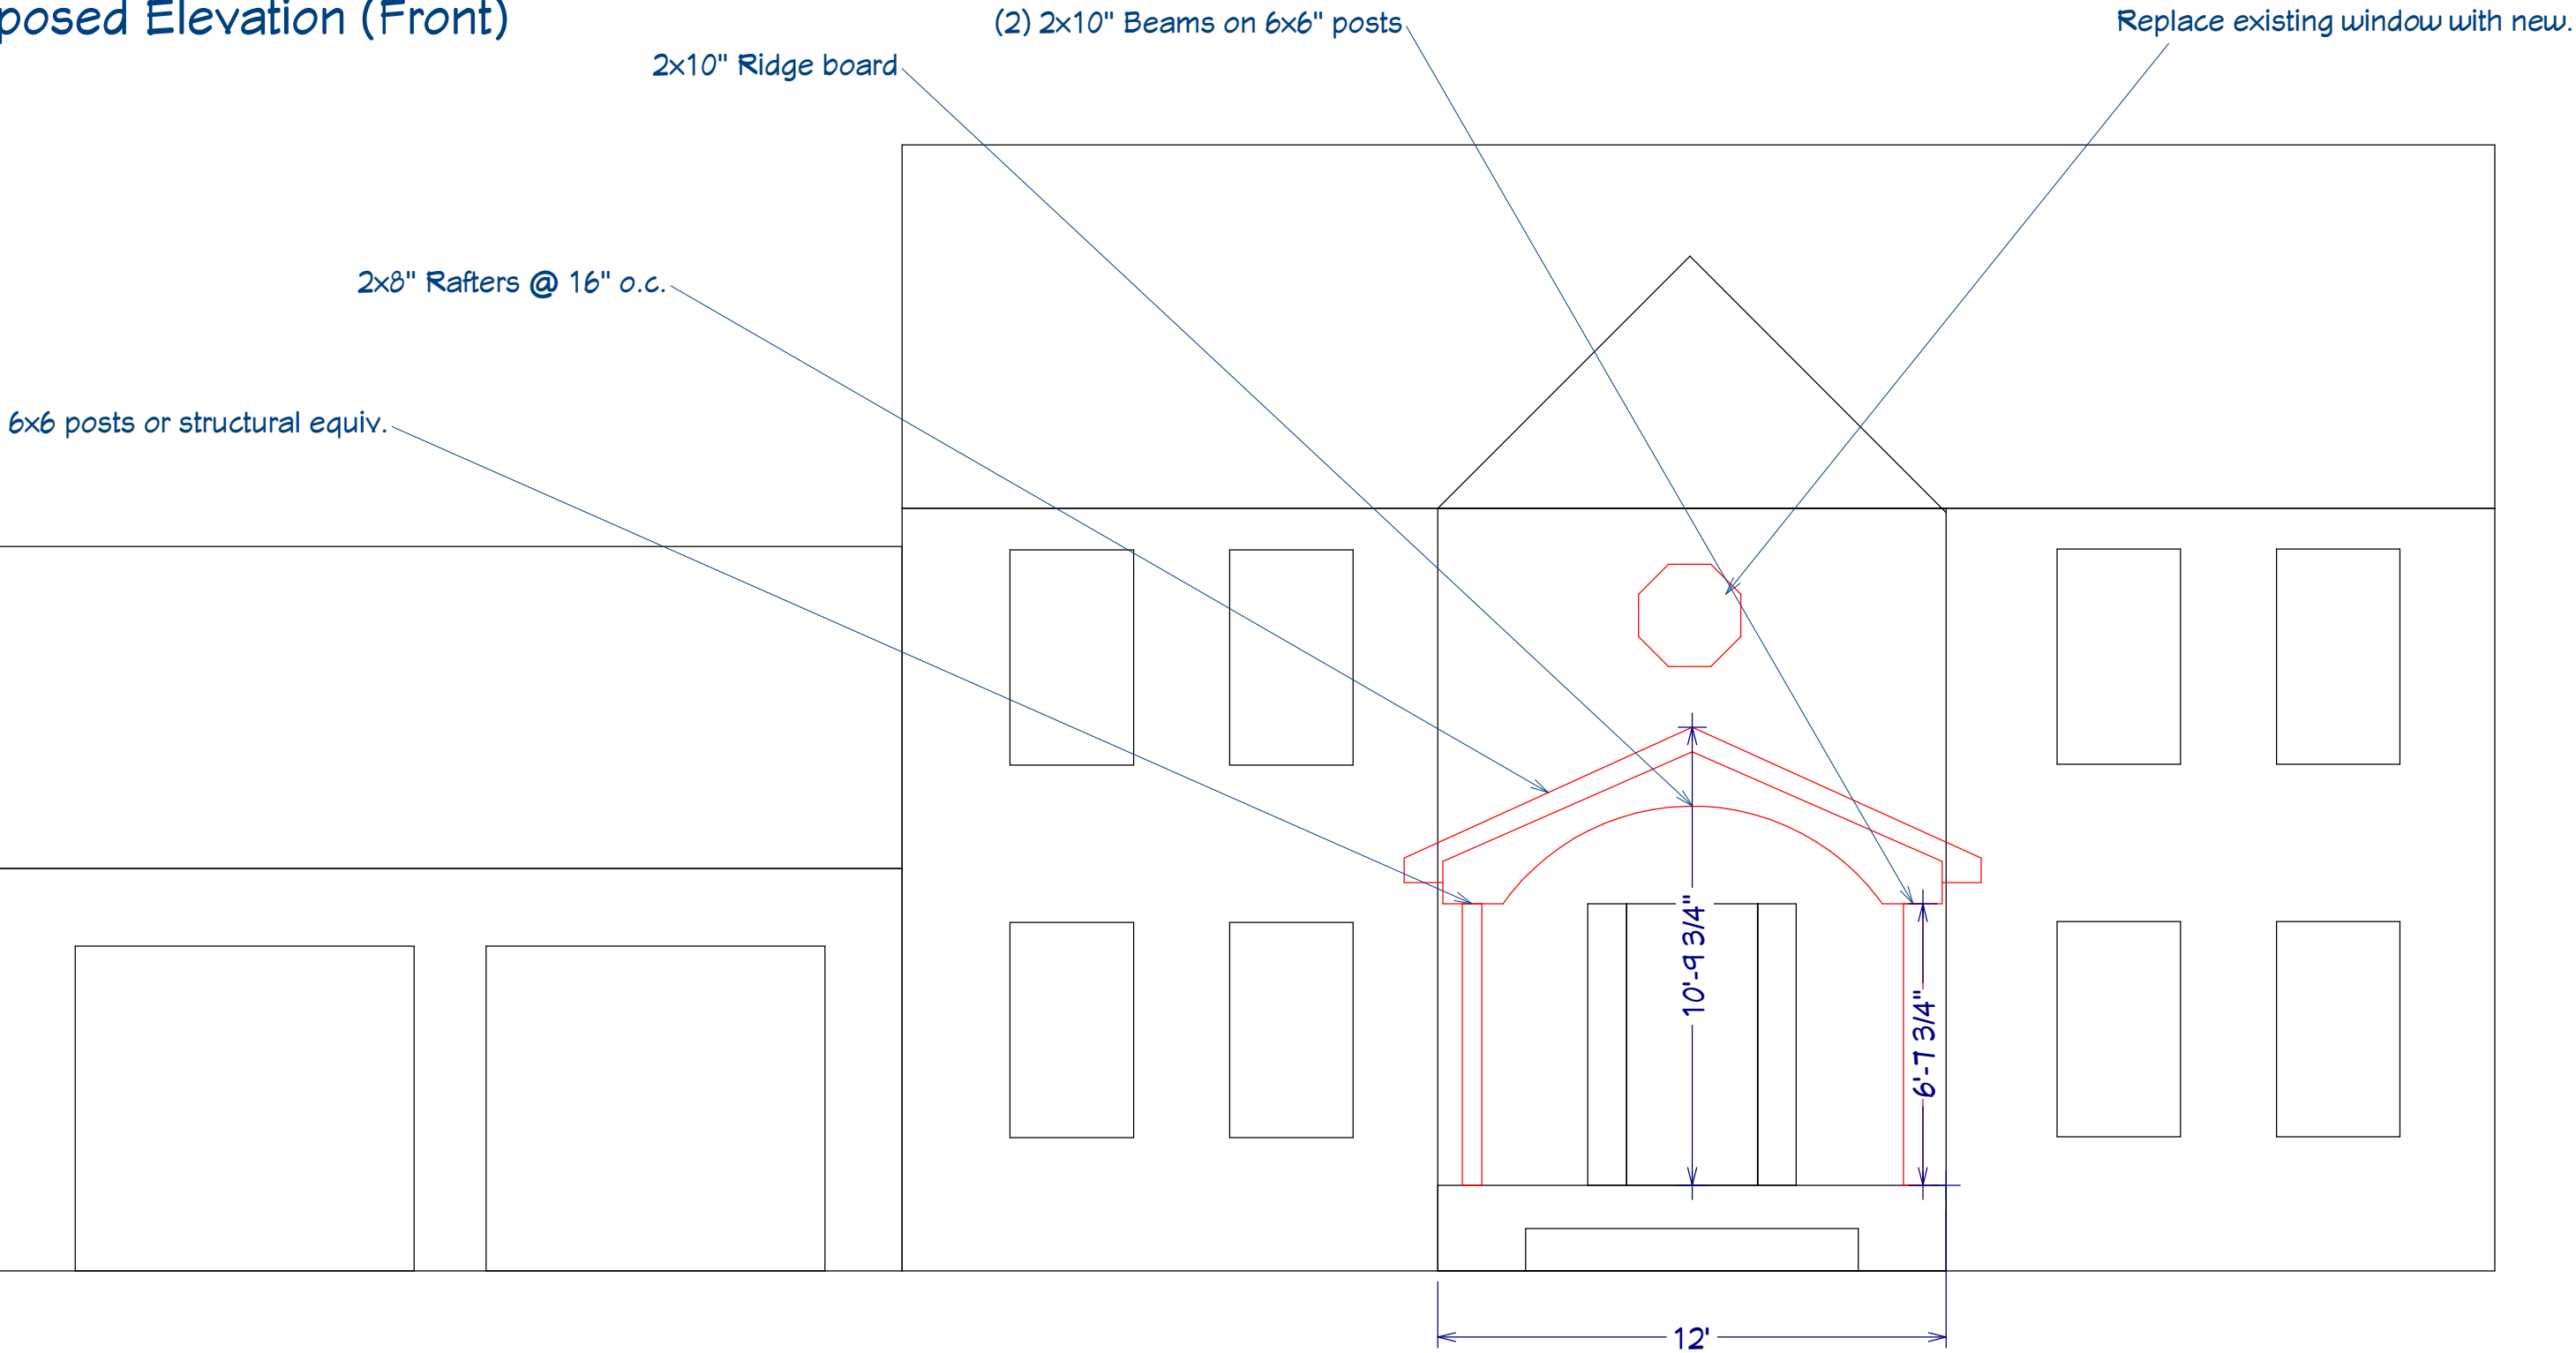 posed Elevation (Front)
(2) 2x10" Beams on 6x6" posts
Replace existing window with new.
2x10" Ridge board
2x8" Rafters @ 16" o.c.
6x6 posts or structural equiv.
10'-9 3/4"
6'-7 3/4"
12'